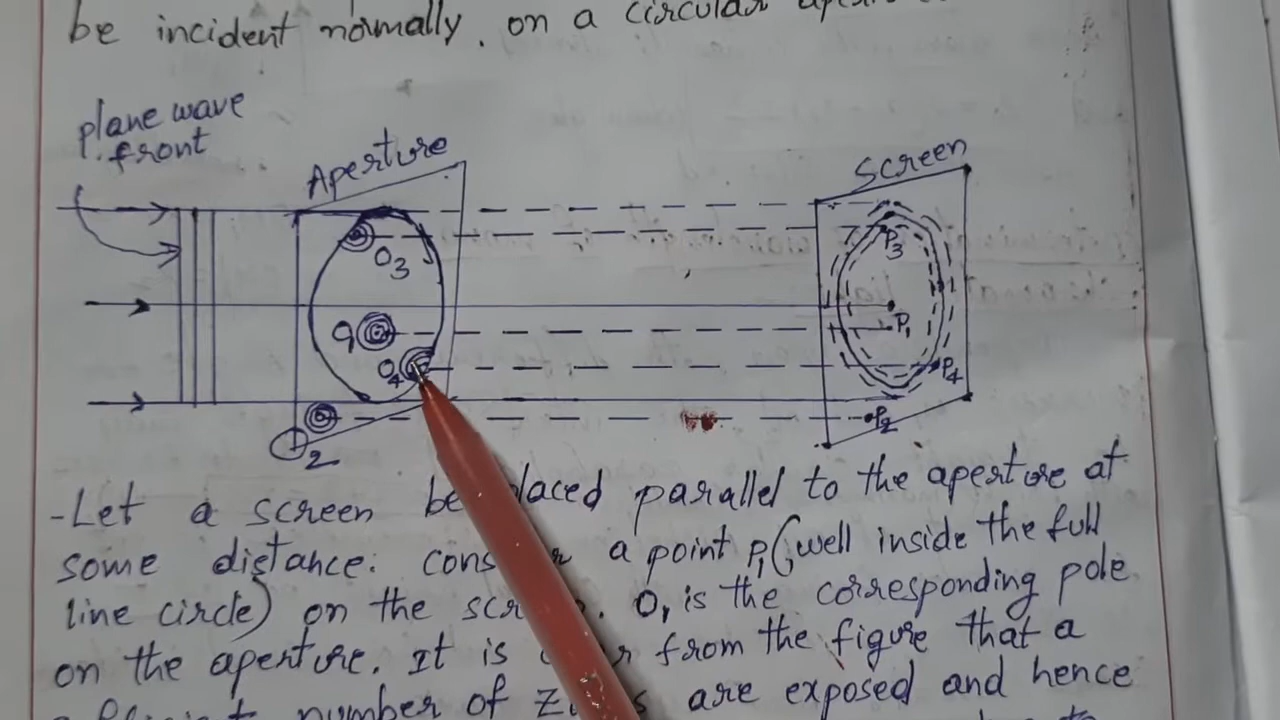 be incident normally. on a circular
plane wave
front
Aperture
Screen
O3
P3
P1
O4
P4
P2
2
-Let a screen be placed parallel to the aperture at
some distance. a point P1 (well inside the full
line circle) on the O1 is the corresponding pole
on the aperture. It is from the figure that a
number of are exposed and hence